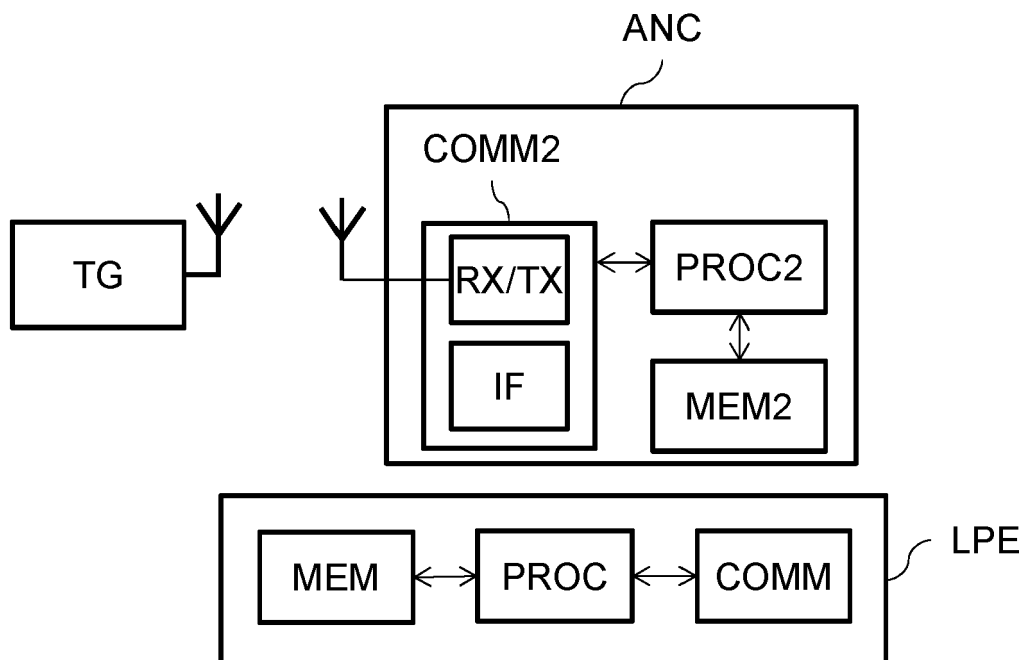 ANC
COMM2
TG
RX/TX
PROC2
IF
MEM2
LPE
MEM
PROC
COMM